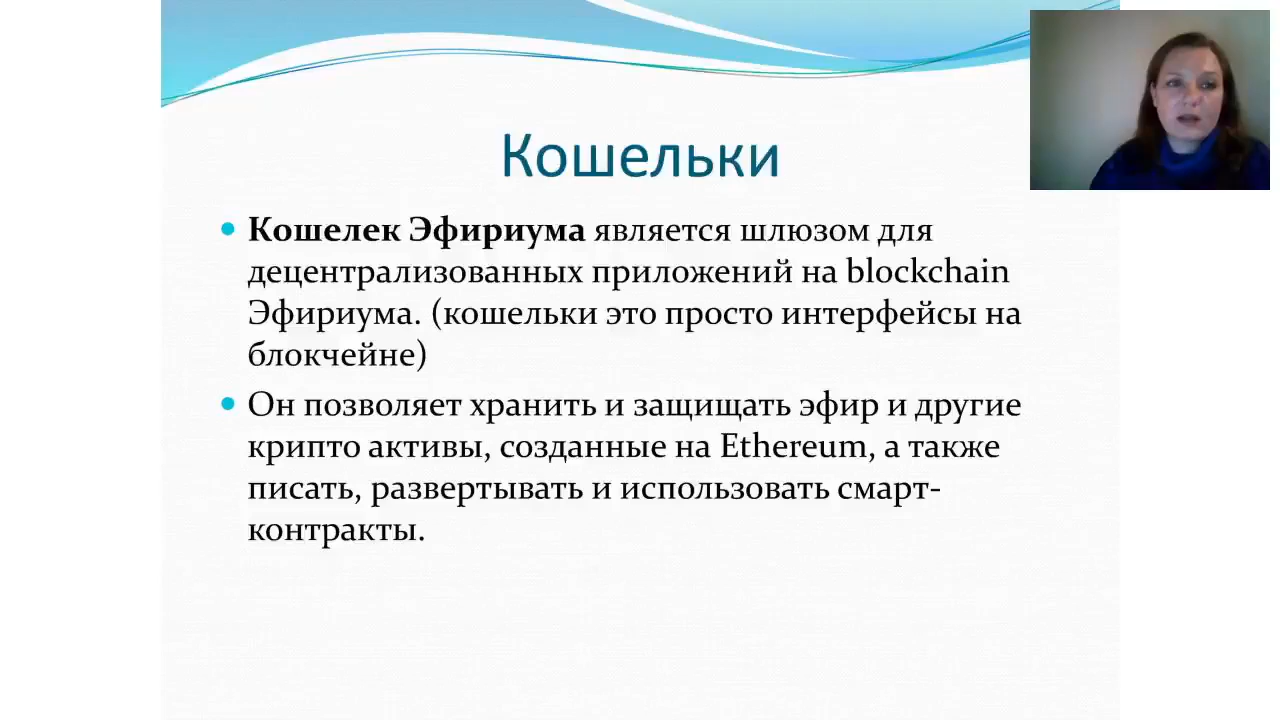 Кошельки
Кошелек Эфириума является шлюзом для
децентрализованных приложений на blockchain
Эфириума. (кошельки это просто интерфейсы на
блокчейне)
Он позволяет хранить и защищать эфир и другие
крипто активы, созданные на Ethereum, а также
писать, развертывать и использовать смарт-
контракты.